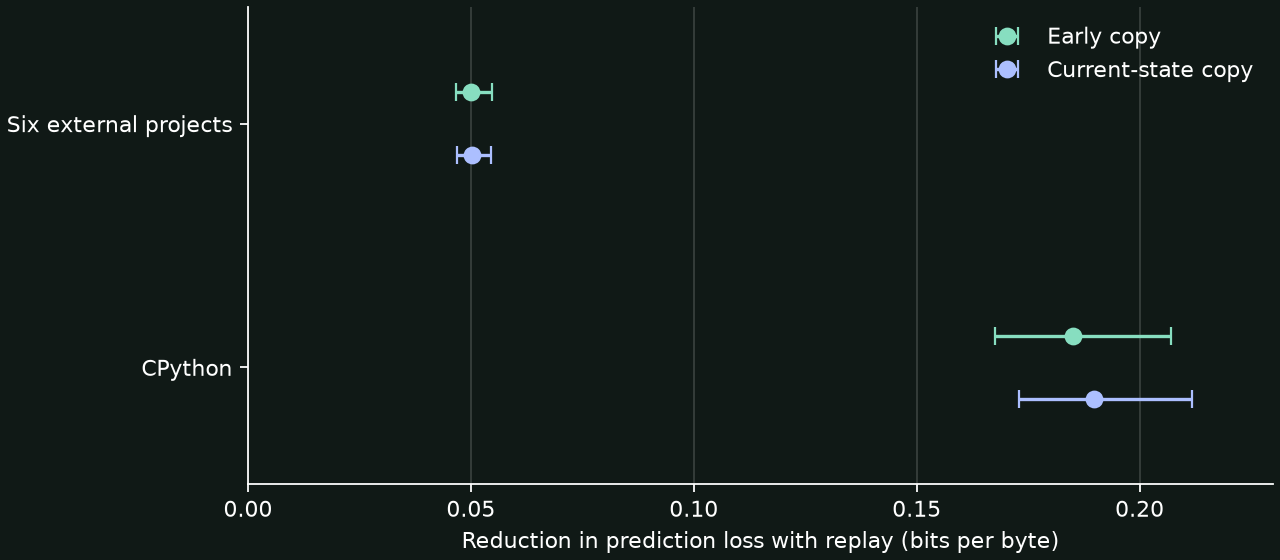 Early copy
Current-state copy
Six external projects
CPython
0.00 0.05 0.10 0.15 0.20
Reduction in prediction loss with replay (bits per byte)